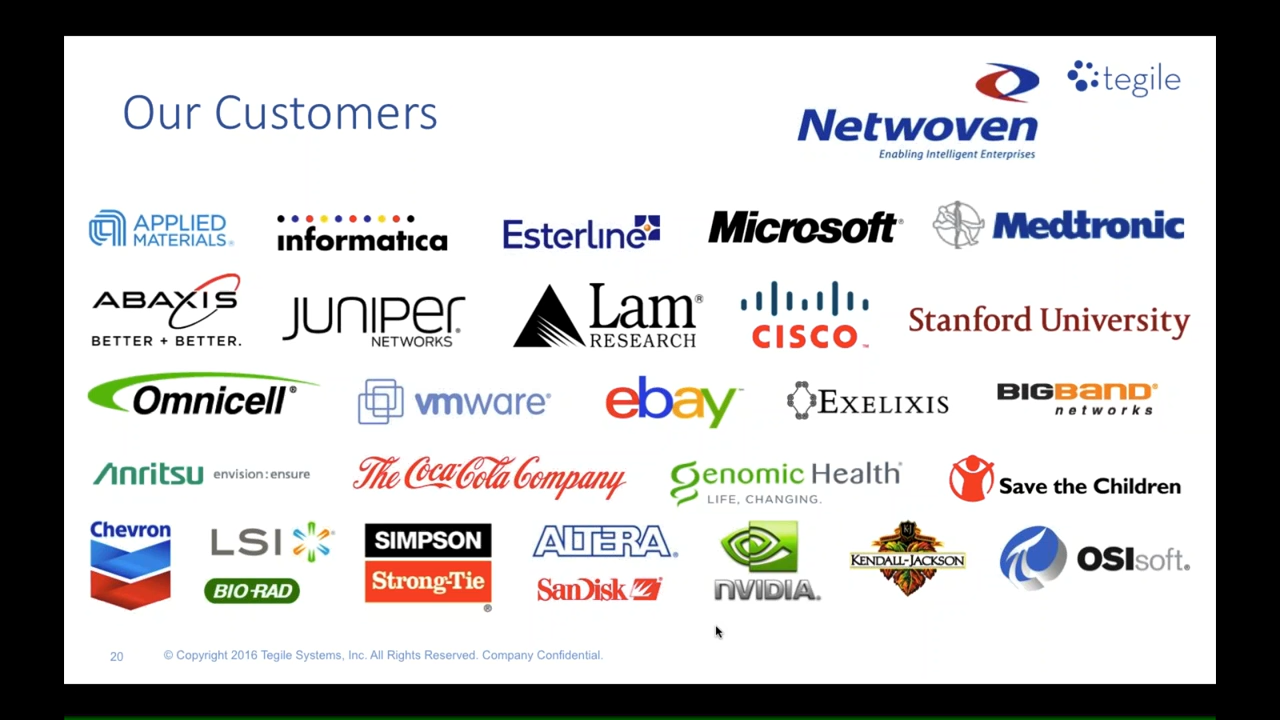 Our Customers
Netwoven
Enabling Intelligent Enterprises
tegile
APPLIED
MATERIALS®
informatica
Esterline
Microsoft®
Medtronic
ABAXIS
BETTER + BETTER.
JUNIPER
NETWORKS®
Lam®
RESEARCH
CISCO™
Stanford University
Omnicell®
vmware®
ebay™
EXELIXIS
BIGBAND®
networks
Anritsu envision : ensure
The Coca-Cola Company
genomic Health®
LIFE, CHANGING.
Save the Children
Chevron
LSI
BIO-RAD
SIMPSON
Strong-Tie
®
ALTERA®
SanDisk
NVIDIA®
KJ
KENDALL-JACKSON
OSIsoft®
20
© Copyright 2016 Tegile Systems, Inc. All Rights Reserved. Company Confidential.